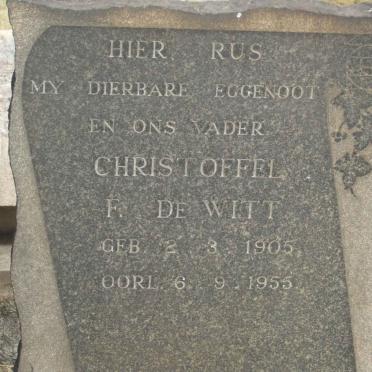 HIER RUS
MY DIERBARE EGGENOOT
EN ONS VADER
CHRISTOFFEL
F. DE WITT
GEB. 2. 3. 1905.
OORL. 6. 9. 1955.